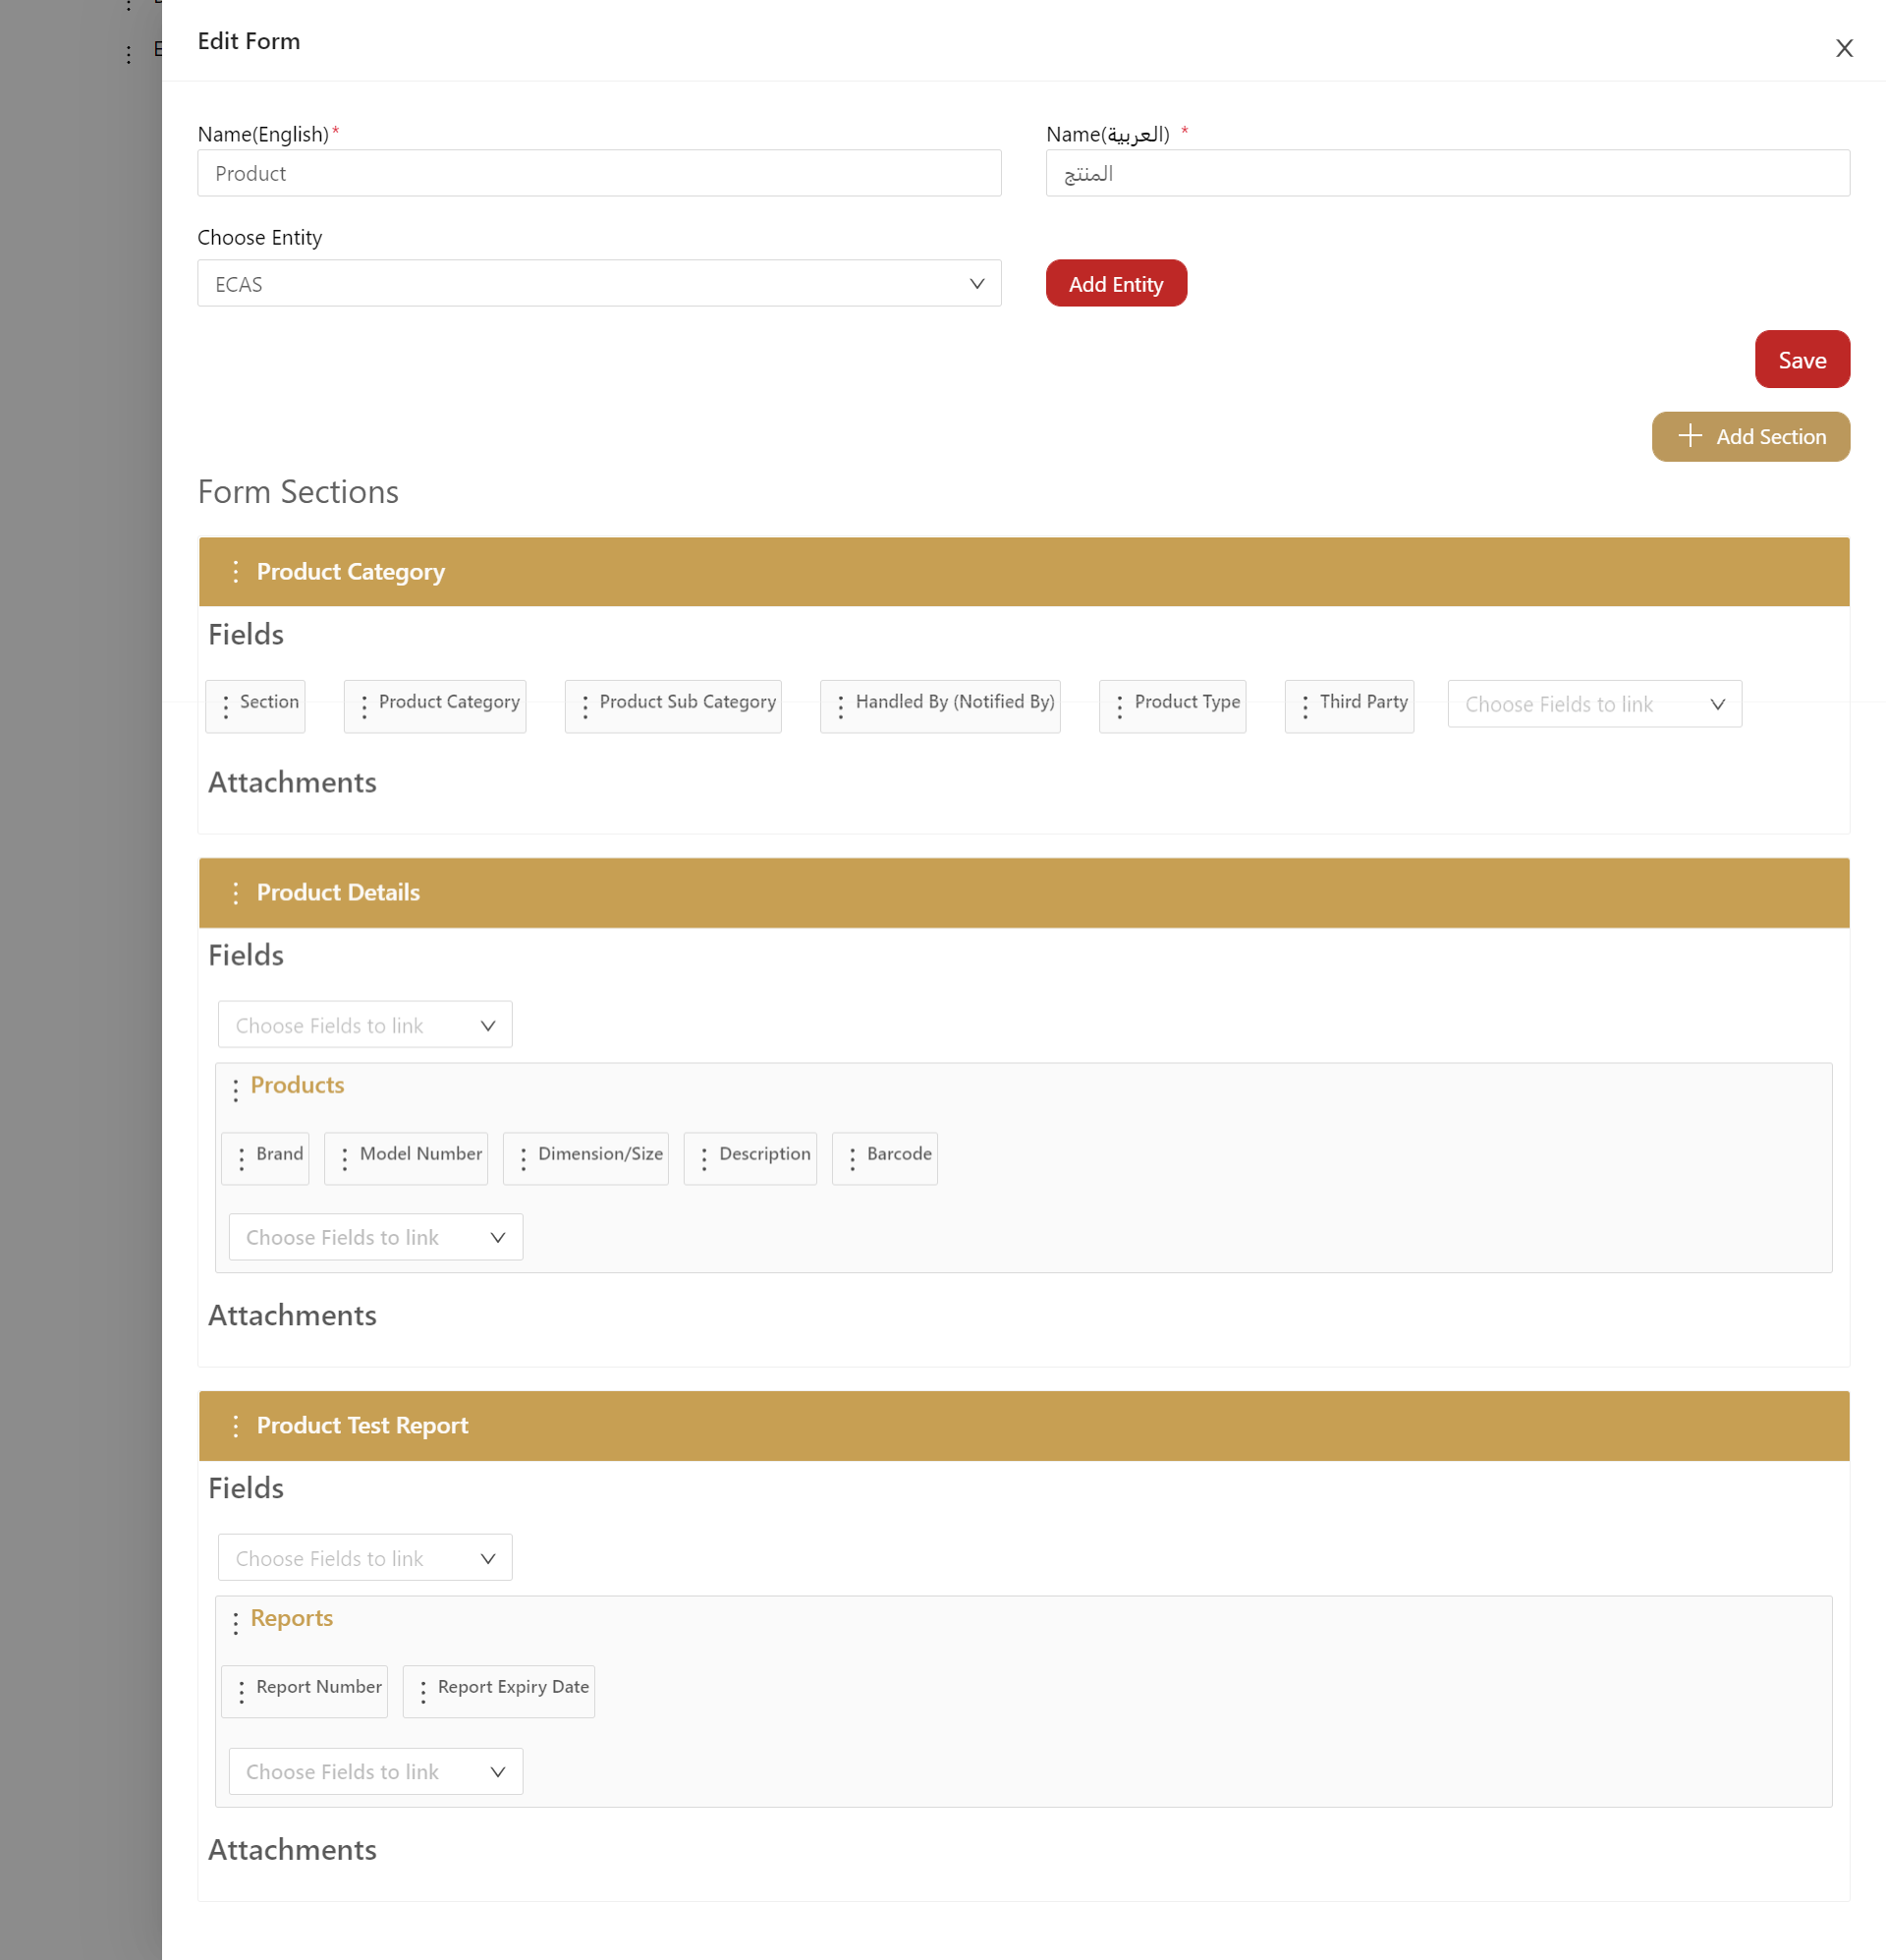 Edit Form
Name(English)*
Name(العربية) *
Product
المنتج
Choose Entity
ECAS
Add Entity
Save
Add Section
Form Sections
Product Category
Fields
Section
Product Category
Product Sub Category
Handled By (Notified By)
Product Type
Third Party
Choose Fields to link
Attachments
Product Details
Fields
Choose Fields to link
Products
Brand
Model Number
Dimension/Size
Description
Barcode
Choose Fields to link
Attachments
Product Test Report
Fields
Choose Fields to link
Reports
Report Number
Report Expiry Date
Choose Fields to link
Attachments